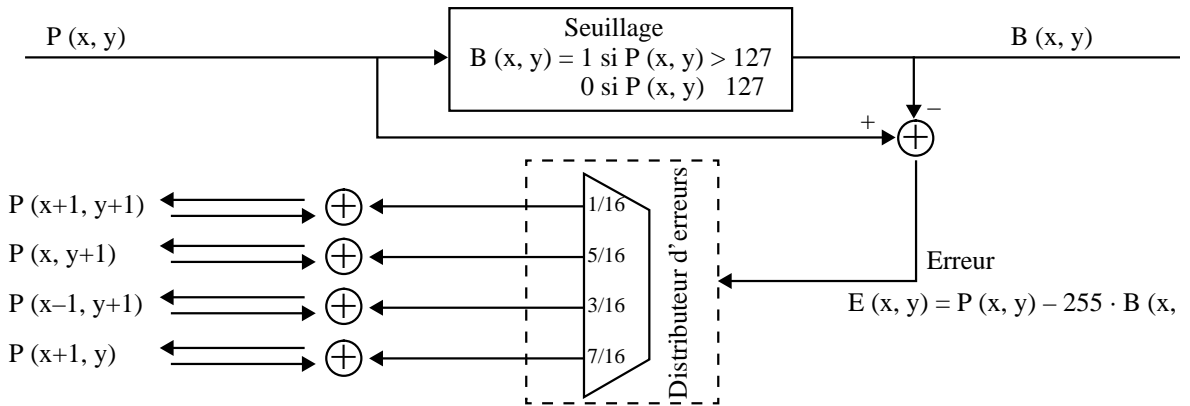 P (x, y)
Seuillage
B (x, y) = 1 si P (x, y) > 127
0 si P (x, y) 127
B (x, y)
+
–
P (x+1, y+1)
1/16
P (x, y+1)
5/16
P (x–1, y+1)
3/16
P (x+1, y)
7/16
Distributeur d’erreurs
Erreur
E (x, y) = P (x, y) – 255 · B (x,